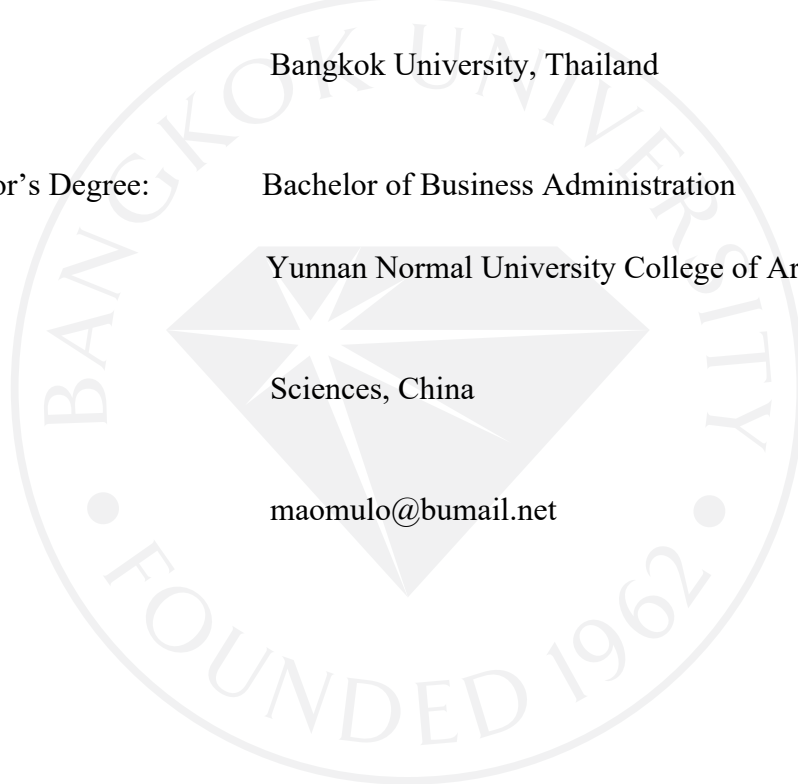 Bangkok University, Thailand
or’s Degree: Bachelor of Business Administration
Yunnan Normal University College of Ar
Sciences, China
maomulo@bumail.net
BANGKOK UNIVERSITY
FOUNDED 1962